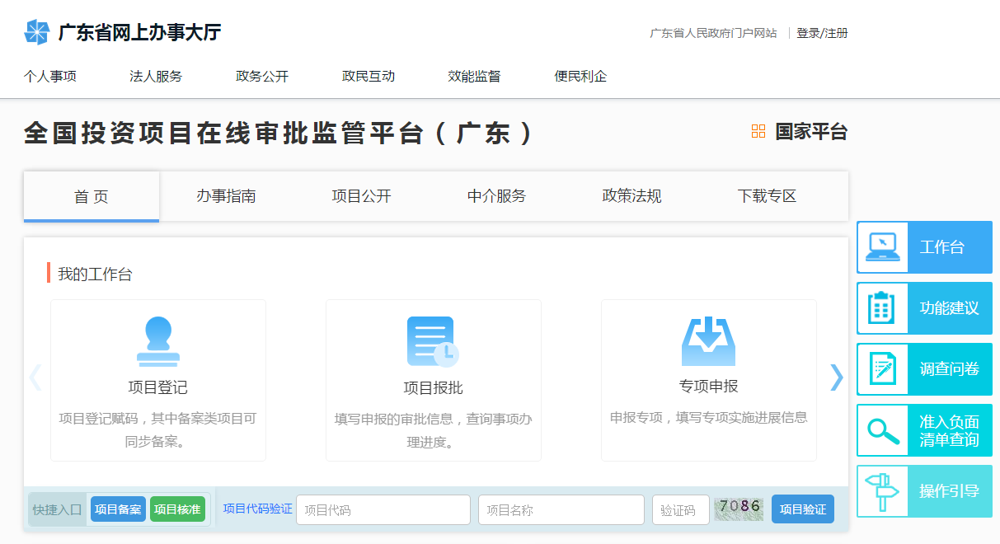 广东省网上办事大厅
广东省人民政府门户网站
登录/注册
个人事项
法人服务
政务公开
政民互动
效能监督
便民利企
全国投资项目在线审批监管平台（广东）
国家平台
首 页
办事指南
项目公开
中介服务
政策法规
下载专区
我的工作台
项目登记
项目登记赋码，其中备案类项目可
同步备案。
项目报批
填写申报的审批信息，查询事项办
理进度。
专项申报
申报专项，填写专项实施进展信息
工作台
功能建议
调查问卷
准入负面
清单查询
操作引导
快捷入口
项目备案
项目核准
项目代码验证
项目代码
项目名称
验证码
7086
项目验证